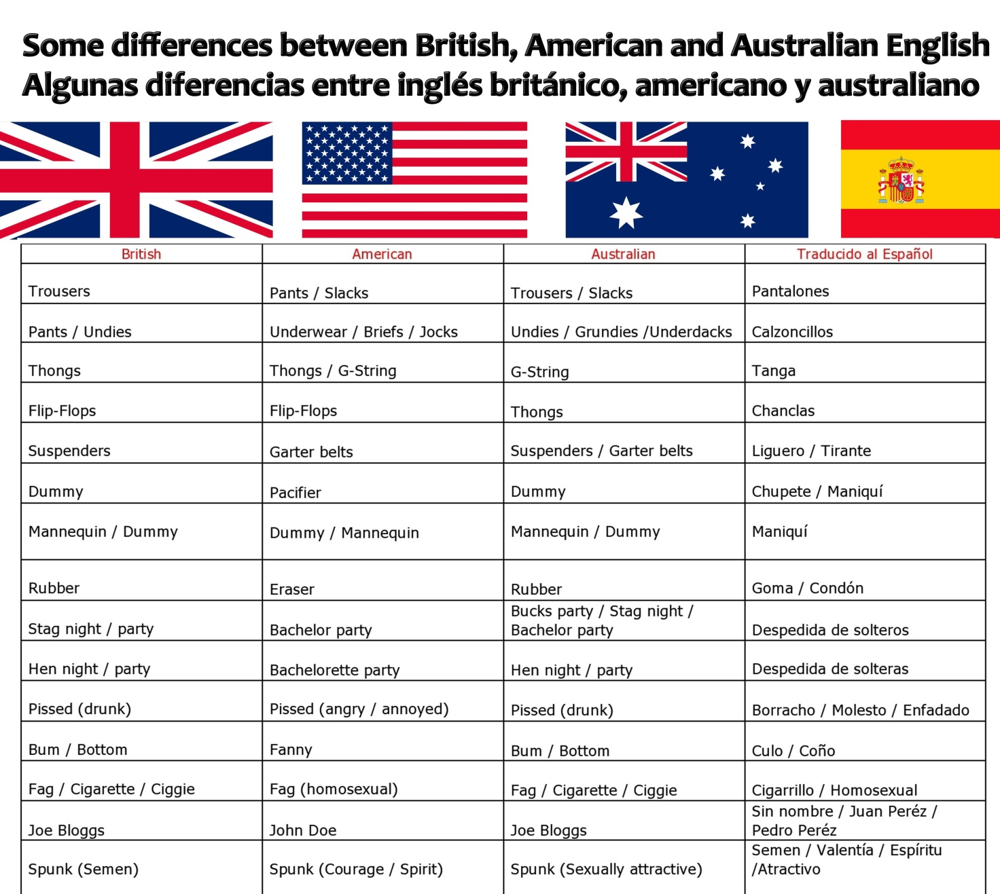 Some differences between British, American and Australian English
Algunas diferencias entre inglés británico, americano y australiano
British American Australian Traducido al Español
Trousers Pants / Slacks Trousers / Slacks Pantalones
Pants / Undies Underwear / Briefs / Jocks Undies / Grundies /Underdacks Calzoncillos
Thongs Thongs / G-String G-String Tanga
Flip-Flops Flip-Flops Thongs Chanclas
Suspenders Garter belts Suspenders / Garter belts Liguero / Tirante
Dummy Pacifier Dummy Chupete / Maniquí
Mannequin / Dummy Dummy / Mannequin Mannequin / Dummy Maniquí
Rubber Eraser Rubber Goma / Condón
Stag night / party Bachelor party Bucks party / Stag night /
Bachelor party Despedida de solteros
Hen night / party Bachelorette party Hen night / party Despedida de solteras
Pissed (drunk) Pissed (angry / annoyed) Pissed (drunk) Borracho / Molesto / Enfadado
Bum / Bottom Fanny Bum / Bottom Culo / Coño
Fag / Cigarette / Ciggie Fag (homosexual) Fag / Cigarette / Ciggie Cigarrillo / Homosexual
Joe Bloggs John Doe Joe Bloggs Sin nombre / Juan Peréz /
Pedro Peréz
Spunk (Semen) Spunk (Courage / Spirit) Spunk (Sexually attractive) Semen / Valentía / Espíritu
/Atractivo